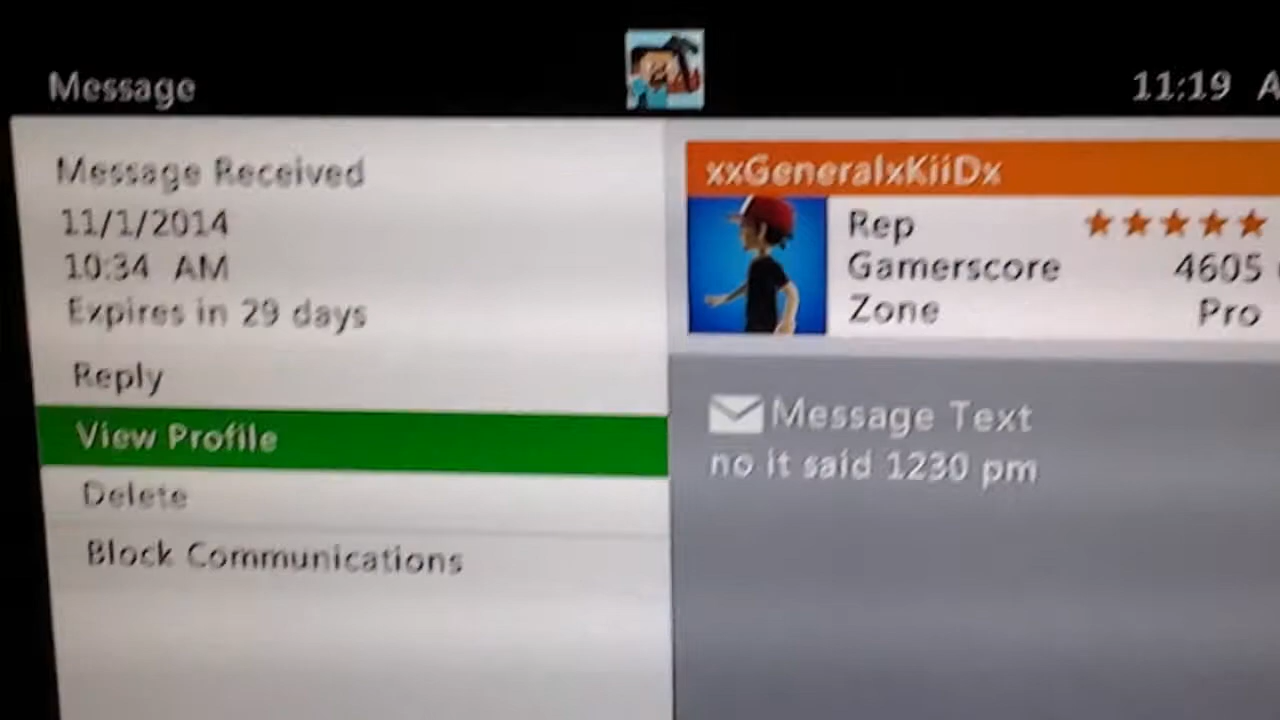 Message
11:19 A
Message Received
11/1/2014
10:34 AM
Expires in 29 days
Reply
View Profile
Delete
Block Communications
xxGeneralxKiiDx
Rep
Gamerscore 4605
Zone Pro
Message Text
no it said 1230 pm